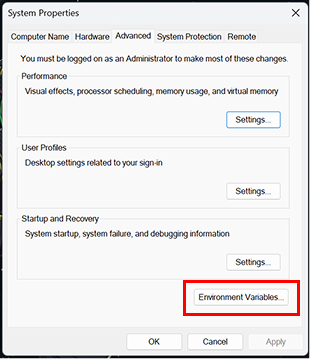 System Properties
Computer Name Hardware Advanced System Protection Remote
You must be logged on as an Administrator to make most of these changes.
Performance
Visual effects, processor scheduling, memory usage, and virtual memory
Settings...
User Profiles
Desktop settings related to your sign-in
Settings...
Startup and Recovery
System startup, system failure, and debugging information
Settings...
Environment Variables...
OK Cancel Apply